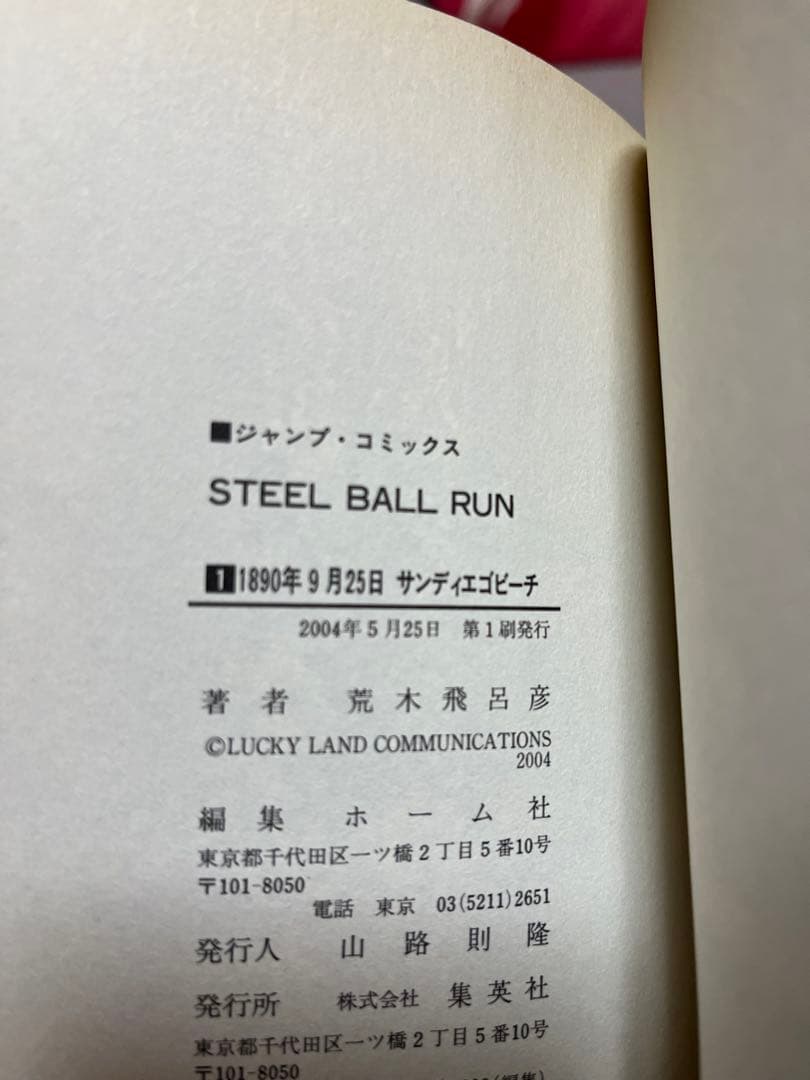 ■ジャンプ・コミックス
STEEL BALL RUN
1 1890年9月25日 サンディエゴビーチ
2004年5月25日 第1刷発行
著者 荒木飛呂彦
©LUCKY LAND COMMUNICATIONS
2004
編集 ホーム社
東京都千代田区一ツ橋2丁目5番10号
〒101-8050
電話 東京 03(5211)2651
発行人 山路則隆
発行所 株式会社 集英社
東京都千代田区一ツ橋2丁目5番10号
〒101-8050
(編集)